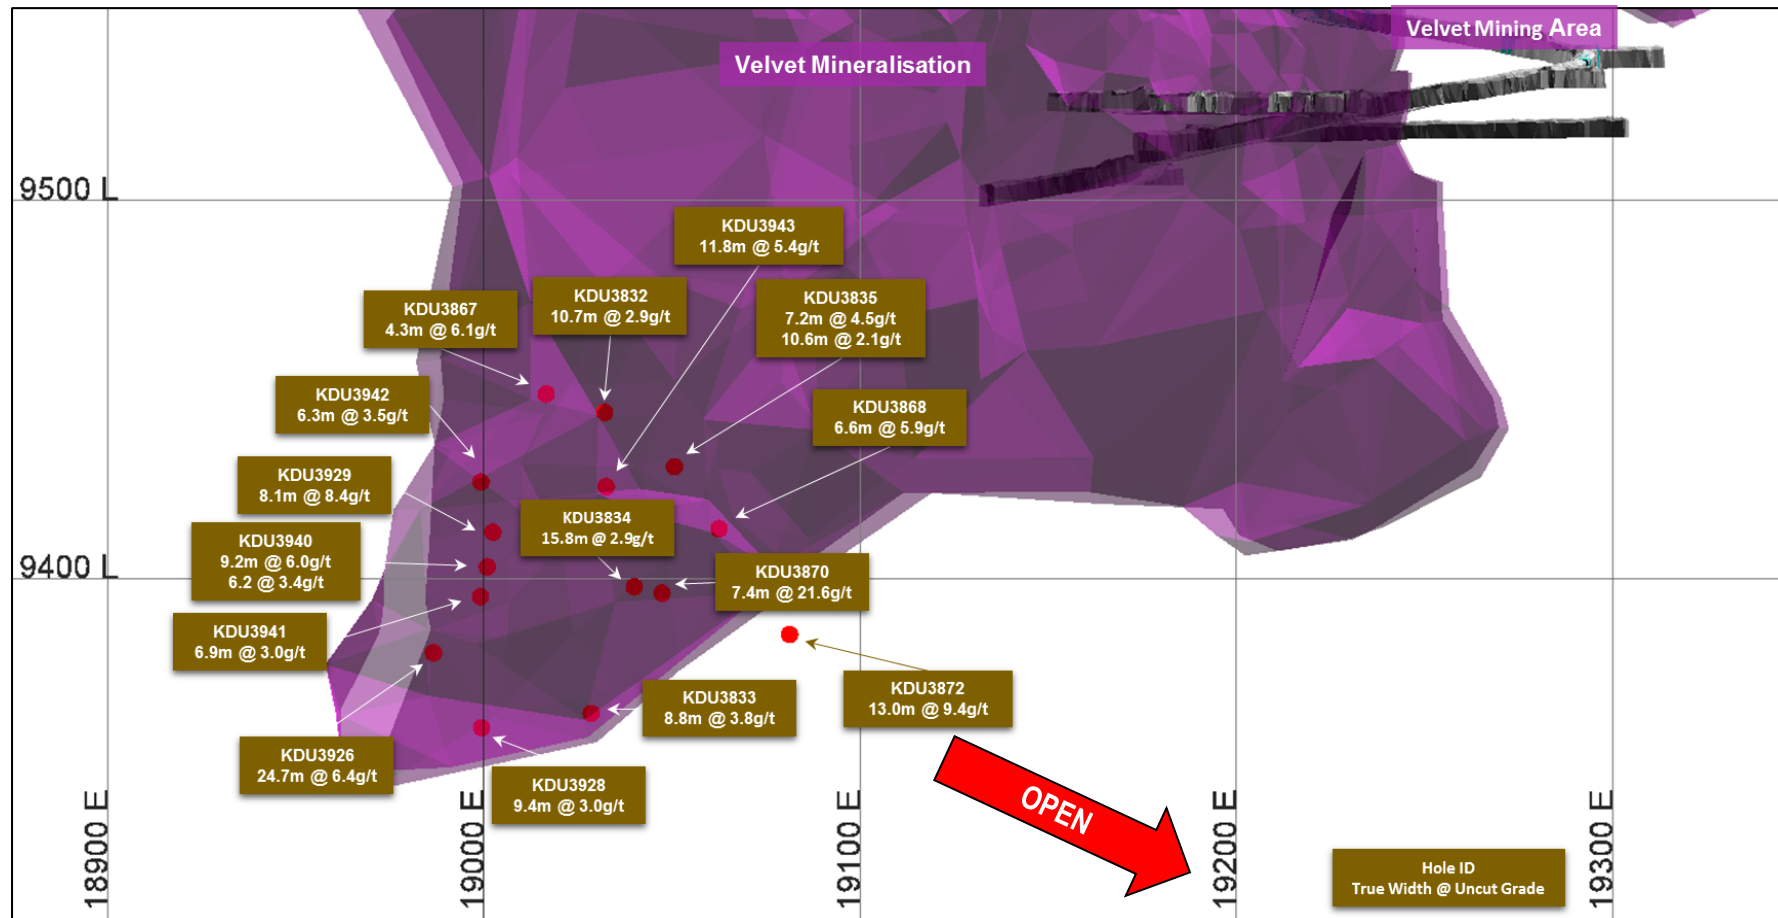 Velvet Mining Area
Velvet Mineralisation
9500 L
KDU3943
11.8m @ 5.4g/t
KDU3867
4.3m @ 6.1g/t
KDU3832
10.7m @ 2.9g/t
KDU3835
7.2m @ 4.5g/t
10.6m @ 2.1g/t
KDU3942
6.3m @ 3.5g/t
KDU3868
6.6m @ 5.9g/t
KDU3929
8.1m @ 8.4g/t
KDU3834
15.8m @ 2.9g/t
KDU3940
9.2m @ 6.0g/t
6.2 @ 3.4g/t
9400 L
KDU3870
7.4m @ 21.6g/t
KDU3941
6.9m @ 3.0g/t
KDU3872
13.0m @ 9.4g/t
KDU3833
8.8m @ 3.8g/t
KDU3926
24.7m @ 6.4g/t
KDU3928
9.4m @ 3.0g/t
OPEN
18900 E
19000 E
19100 E
19200 E
19300 E
Hole ID
True Width @ Uncut Grade